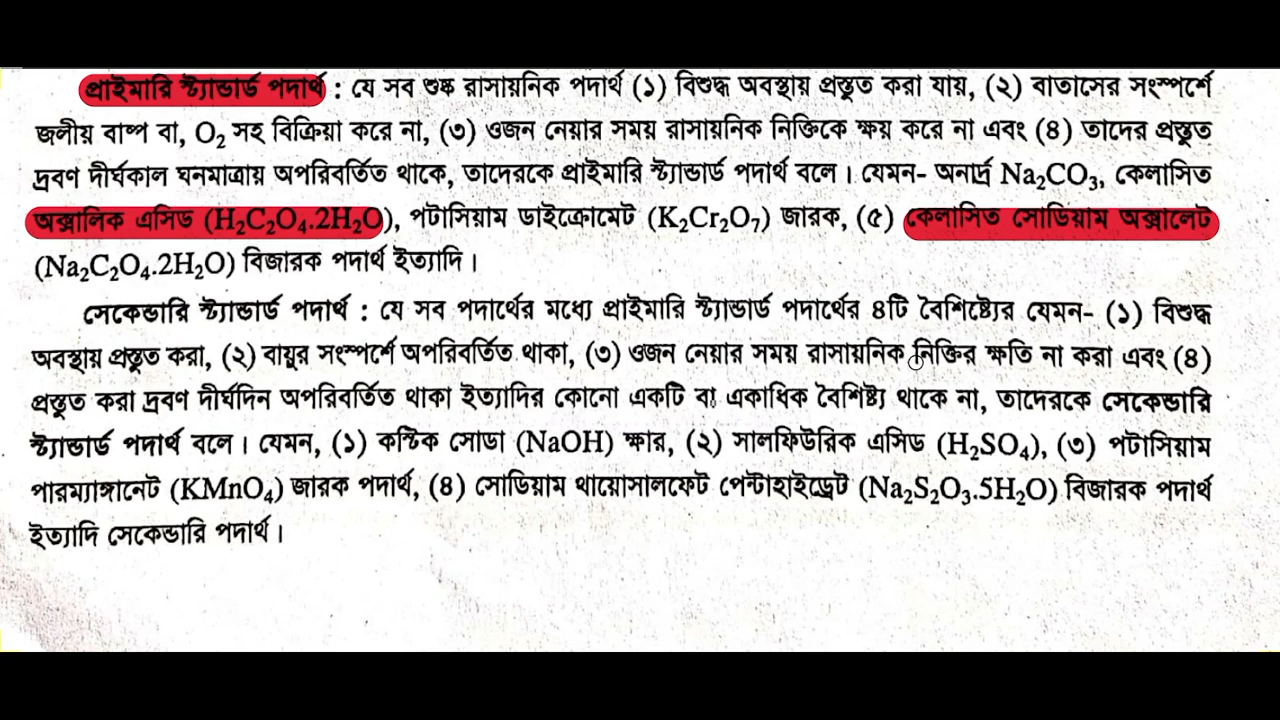 প্রাইমারি স্ট্যান্ডার্ড পদার্থ : যে সব শুষ্ক রাসায়নিক পদার্থ (১) বিশুদ্ধ অবস্থায় প্রস্তুত করা যায়, (২) বাতাসের সংস্পর্শে
জলীয় বাষ্প বা, O₂ সহ বিক্রিয়া করে না, (৩) ওজন নেয়ার সময় রাসায়নিক নিক্তিকে ক্ষয় করে না এবং (৪) তাদের প্রস্তুত
দ্রবণ দীর্ঘকাল ঘনমাত্রায় অপরিবর্তিত থাকে, তাদেরকে প্রাইমারি স্ট্যান্ডার্ড পদার্থ বলে। যেমন- অনার্দ্র Na₂CO₃, কেলাসিত
অক্সালিক এসিড (H₂C₂O₄.2H₂O), পটাসিয়াম ডাইক্রোমেট (K₂Cr₂O₇) জারক, (৫) কেলাসিত সোডিয়াম অক্সালেট
(Na₂C₂O₄.2H₂O) বিজারক পদার্থ ইত্যাদি।
সেকেন্ডারি স্ট্যান্ডার্ড পদার্থ : যে সব পদার্থের মধ্যে প্রাইমারি স্ট্যান্ডার্ড পদার্থের ৪টি বৈশিষ্ট্যের যেমন- (১) বিশুদ্ধ
অবস্থায় প্রস্তুত করা, (২) বায়ুর সংস্পর্শে অপরিবর্তিত থাকা, (৩) ওজন নেয়ার সময় রাসায়নিক নিক্তির ক্ষতি না করা এবং (৪)
প্রস্তুত করা দ্রবণ দীর্ঘদিন অপরিবর্তিত থাকা ইত্যাদির কোনো একটি বা একাধিক বৈশিষ্ট্য থাকে না, তাদেরকে সেকেন্ডারি
স্ট্যান্ডার্ড পদার্থ বলে। যেমন, (১) কস্টিক সোডা (NaOH) ক্ষার, (২) সালফিউরিক এসিড (H₂SO₄), (৩) পটাসিয়াম
পারম্যাঙ্গানেট (KMnO₄) জারক পদার্থ, (৪) সোডিয়াম থায়োসালফেট পেন্টাহাইড্রেট (Na₂S₂O₃.5H₂O) বিজারক পদার্থ
ইত্যাদি সেকেন্ডারি পদার্থ।